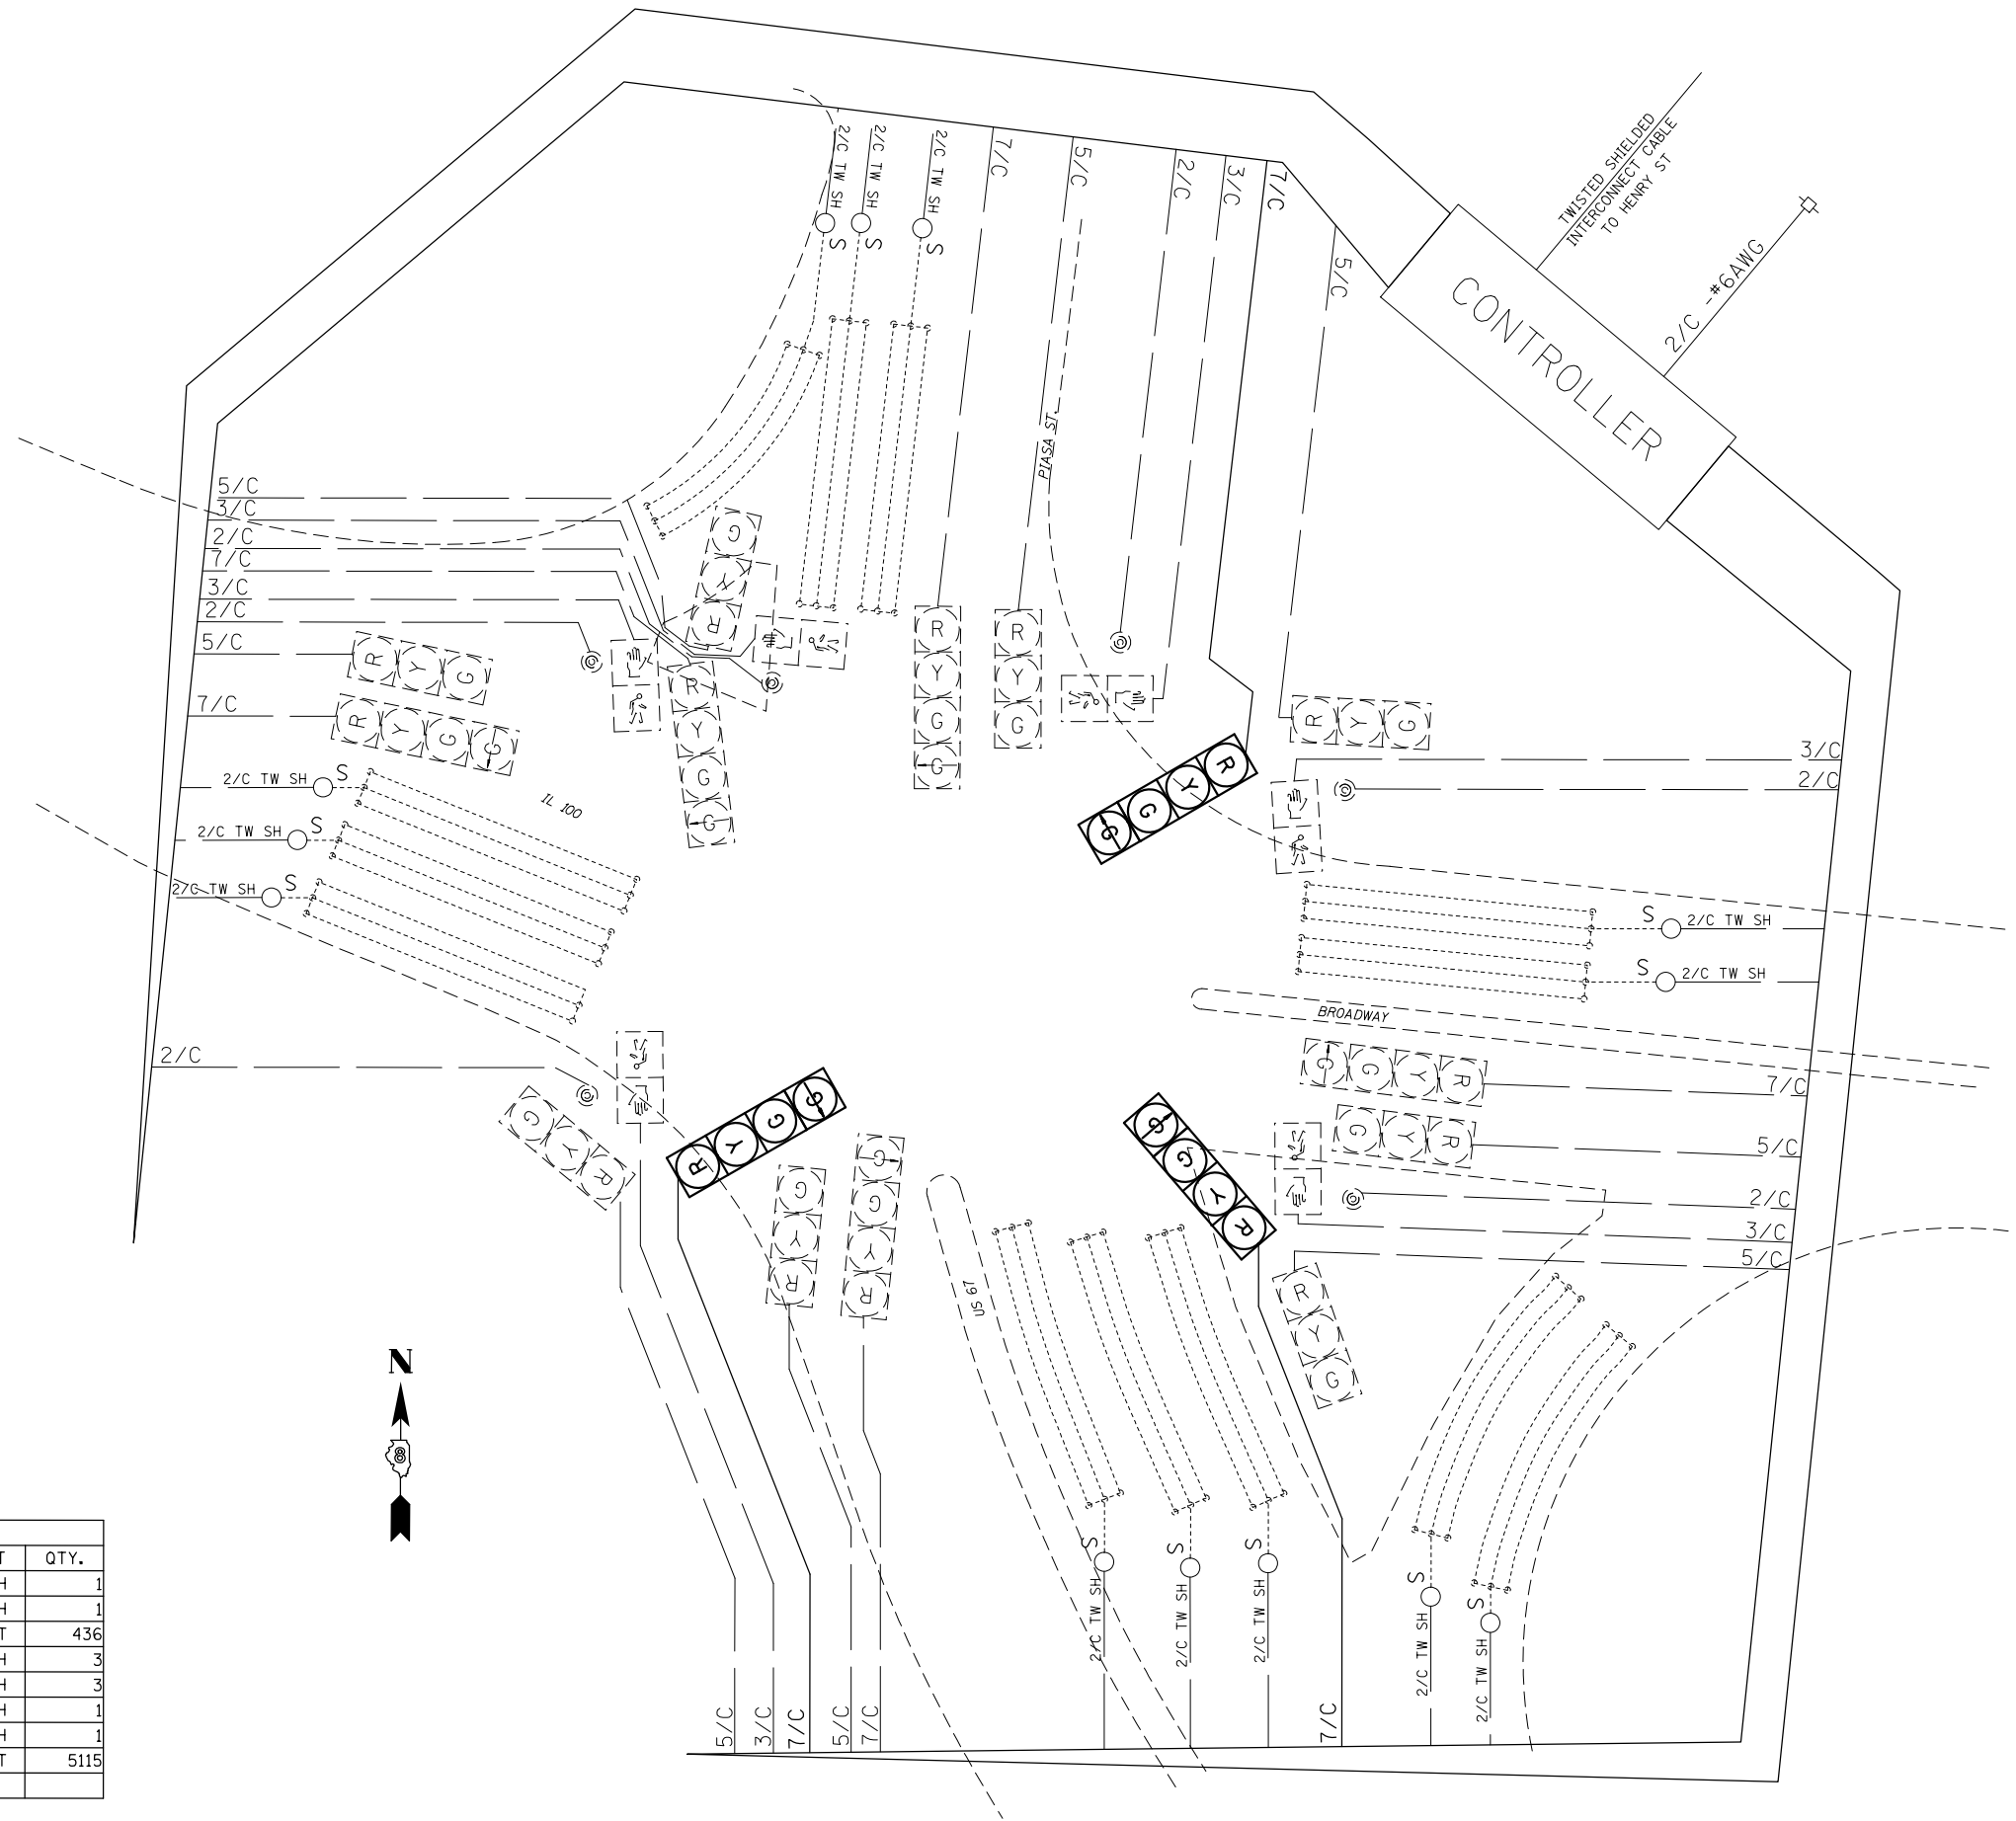 TWISTED SHIELDED
INTERCONNECT CABLE
TO HENRY ST
2/C -#6AWG
CONTROLLER
2/C TW SH
2/C TW SH
2/C TW SH
S
S
S
7/C
5/C
2/C
3/C
7/C
5/C
PIASA ST.
5/C
3/C
2/C
7/C
3/C
2/C
5/C
7/C
G
Y
R
R Y G
R Y G G
R
Y
G
G
R
Y
G
G
R
Y
G
R
Y
G
G
R Y G
3/C
2/C
2/C TW SH S
2/C TW SH S
2/C TW SH S
IL 100
S 2/C TW SH
S 2/C TW SH
BROADWAY
2/C
G G Y R
7/C
G Y R
5/C
2/C
3/C
5/C
G Y R
R Y G G
G
Y
R
G
G
Y
R
G
G
Y
R
R
Y
G
US 67
N
8
S
S
S
S
S
2/C TW SH
2/C TW SH
2/C TW SH
2/C TW SH
2/C TW SH
5/C
3/C
7/C
5/C
7/C
7/C
T QTY.
H 1
H 1
T 436
H 3
H 3
H 1
H 1
T 5115